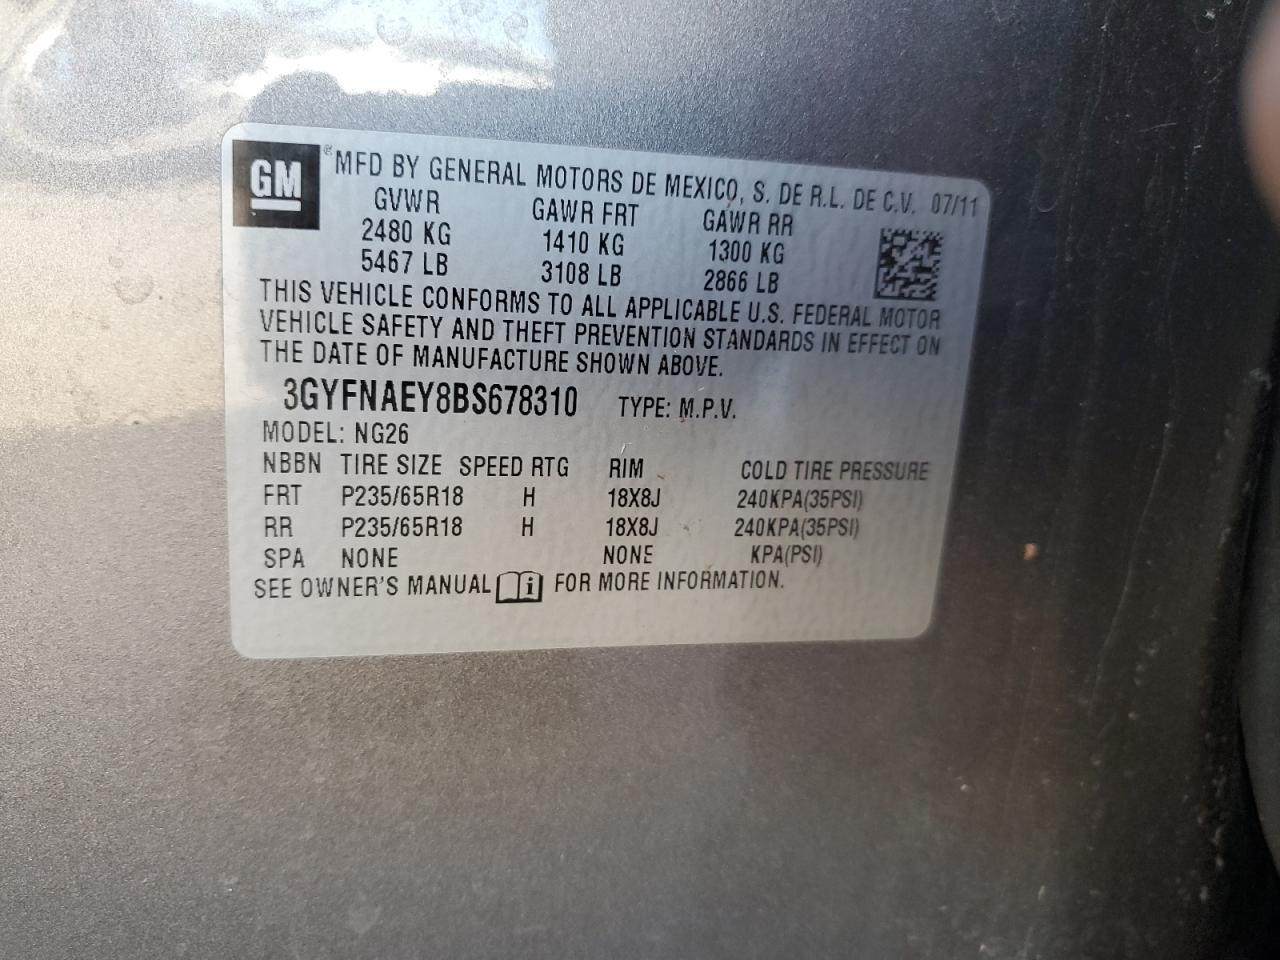 GM ® MFD BY GENERAL MOTORS DE MEXICO, S. DE R.L. DE C.V. 07/11
GVWR GAWR FRT GAWR RR
2480 KG 1410 KG 1300 KG
5467 LB 3108 LB 2866 LB
THIS VEHICLE CONFORMS TO ALL APPLICABLE U.S. FEDERAL MOTOR
VEHICLE SAFETY AND THEFT PREVENTION STANDARDS IN EFFECT ON
THE DATE OF MANUFACTURE SHOWN ABOVE.
3GYFNAEY8BS678310 TYPE: M.P.V.
MODEL: NG26
NBBN TIRE SIZE SPEED RTG RIM COLD TIRE PRESSURE
FRT P235/65R18 H 18X8J 240KPA(35PSI)
RR P235/65R18 H 18X8J 240KPA(35PSI)
SPA NONE NONE KPA(PSI)
SEE OWNER'S MANUAL i FOR MORE INFORMATION.